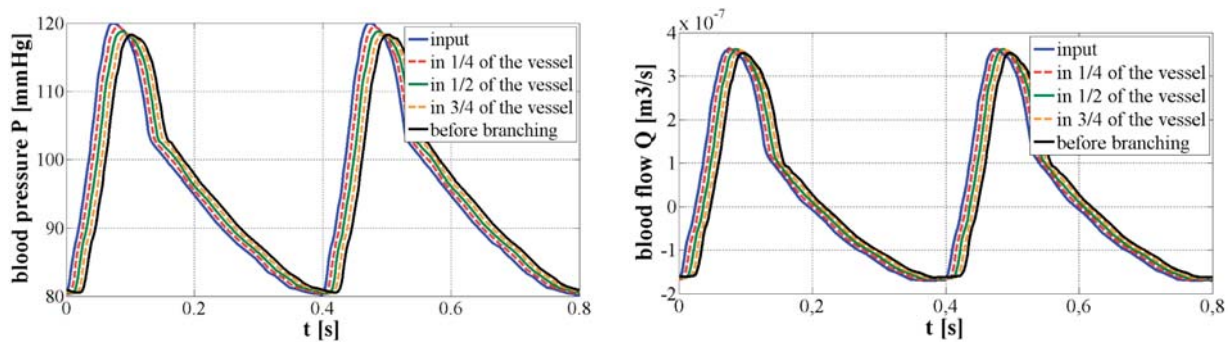 120
110
100
90
80
blood pressure P [mmHg]
input
in 1/4 of the vessel
in 1/2 of the vessel
in 3/4 of the vessel
before branching
0
0.2
0.4
0.6
0.8
t [s]
x 10⁻⁷
4
3
2
1
0
-1
-2
blood flow Q [m3/s]
input
in 1/4 of the vessel
in 1/2 of the vessel
in 3/4 of the vessel
before branching
0
0,2
0,4
0,6
0,8
t [s]